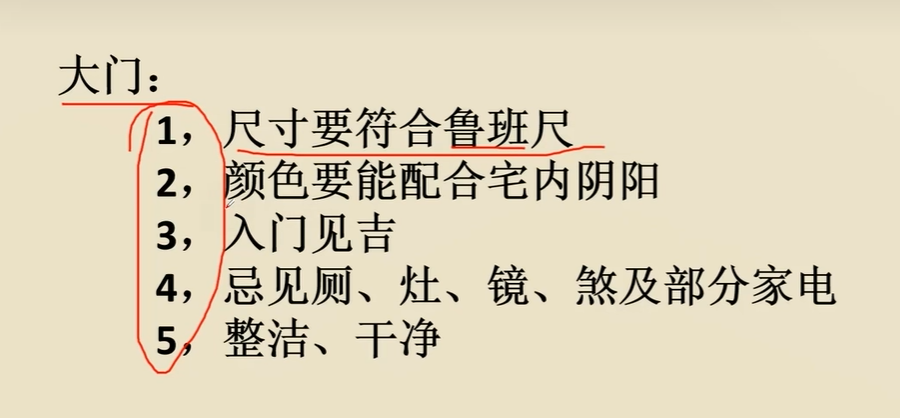 大门：
1，尺寸要符合鲁班尺
2，颜色要能配合宅内阴阳
3，入门见吉
4，忌见厕、灶、镜、煞及部分家电
5，整洁、干净